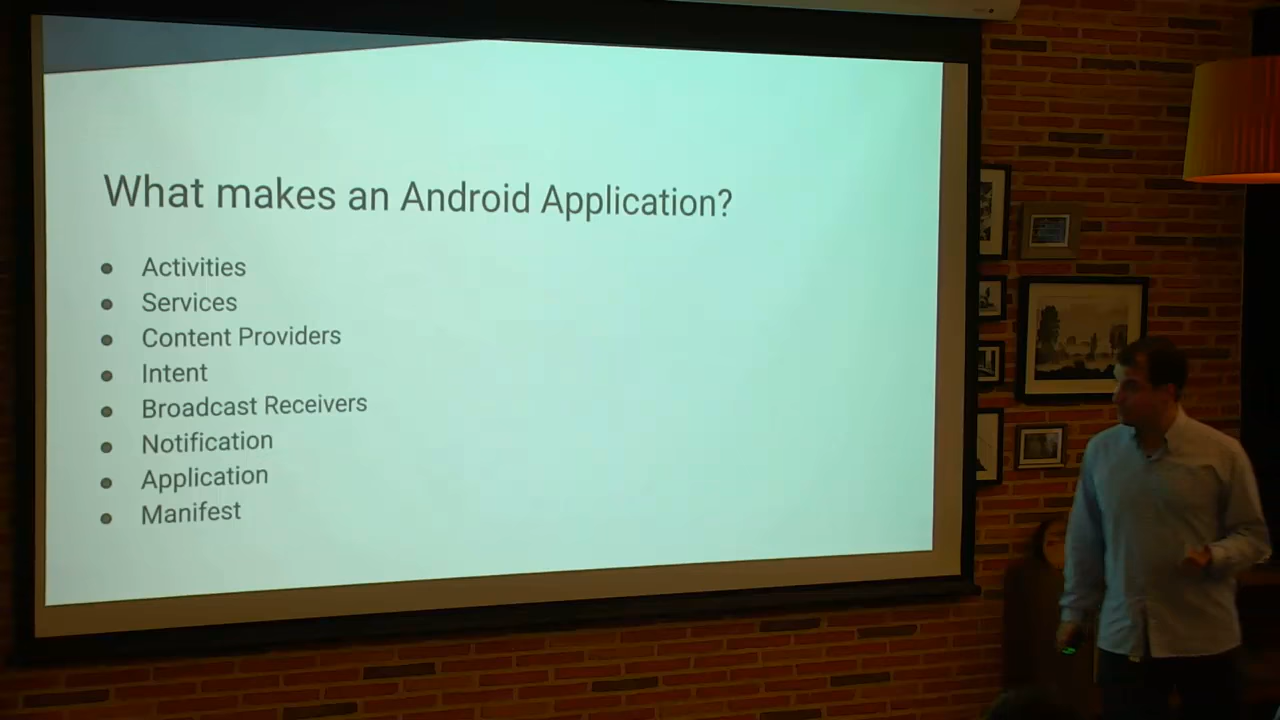 What makes an Android Application?
Activities
Services
Content Providers
Intent
Broadcast Receivers
Notification
Application
Manifest